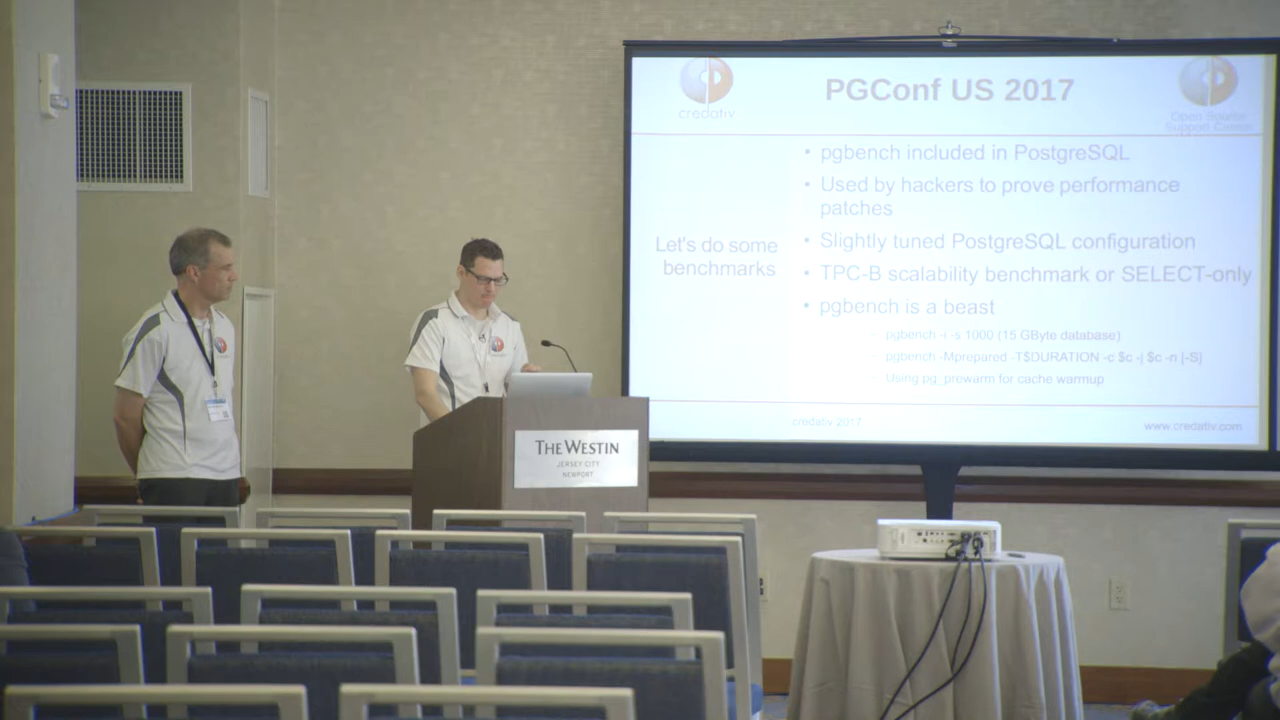 credativ
PGConf US 2017
Open Source
Support Center
Let's do some
benchmarks
• pgbench included in PostgreSQL
• Used by hackers to prove performance
patches
• Slightly tuned PostgreSQL configuration
• TPC-B scalability benchmark or SELECT-only
• pgbench is a beast
- pgbench -i -s 1000 (15 GByte database)
- pgbench -Mprepared -T$DURATION -c $c -j $c -n [-S]
- Using pg_prewarm for cache warmup
credativ 2017
www.credativ.com
THE WESTIN
JERSEY CITY
NEWPORT